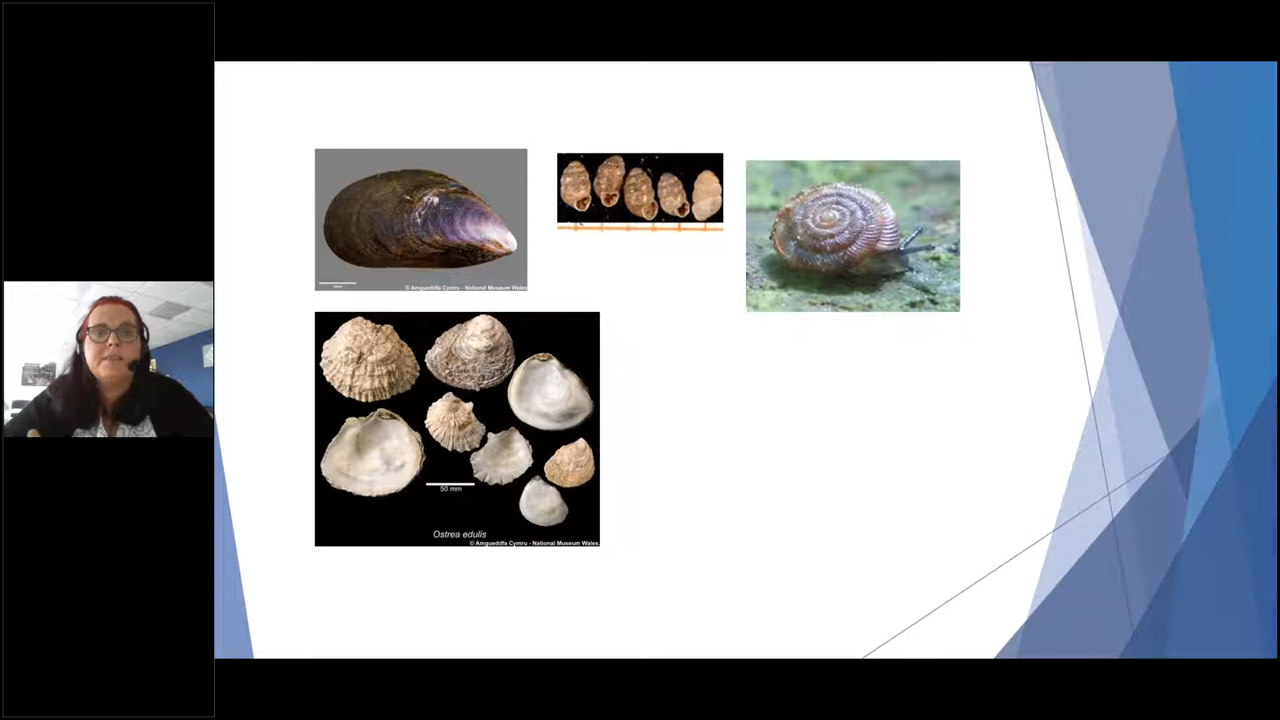 © Amgueddfa Cymru - National Museum Wales
50 mm
Ostrea edulis
© Amgueddfa Cymru - National Museum Wales